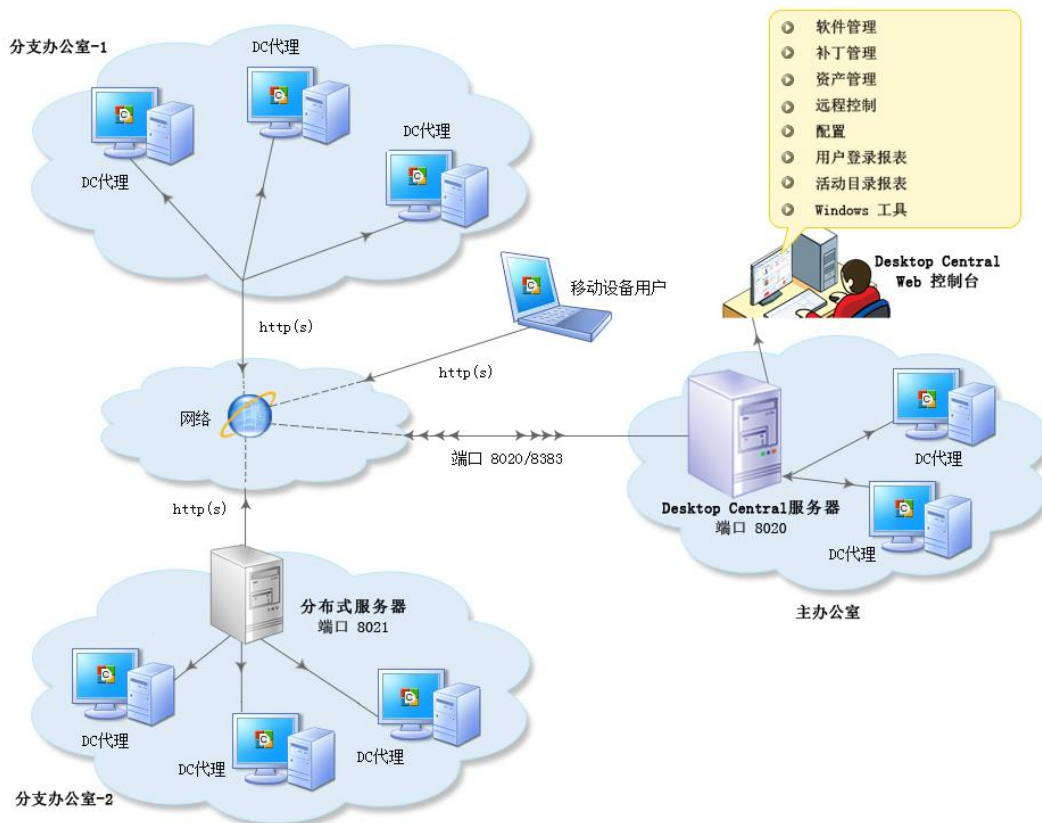 分支办公室-1
DC代理
DC代理
DC代理
http(s)
移动设备用户
http(s)
网络
端口 8020/8383
http(s)
分布式服务器
端口 8021
DC代理
DC代理
DC代理
分支办公室-2
软件管理
补丁管理
资产管理
远程控制
配置
用户登录报表
活动目录报表
Windows 工具
Desktop Central
Web 控制台
Desktop Central服务器
端口 8020
DC代理
DC代理
主办公室